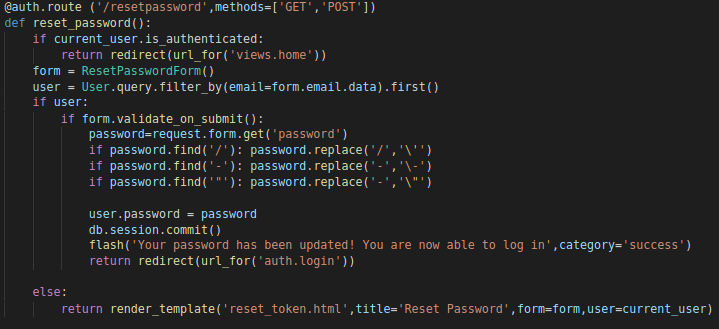 @auth.route ('/resetpassword',methods=['GET','POST'])
def reset_password():
    if current_user.is_authenticated:
        return redirect(url_for('views.home'))
    form = ResetPasswordForm()
    user = User.query.filter_by(email=form.email.data).first()
    if user:
        if form.validate_on_submit():
            password=request.form.get('password')
            if password.find('/'): password.replace('/','\'')
            if password.find('-'): password.replace('-','\-')
            if password.find('"'): password.replace('-','\"')
            user.password = password
            db.session.commit()
            flash('Your password has been updated! You are now able to log in',category='success')
            return redirect(url_for('auth.login'))
    else:
        return render_template('reset_token.html',title='Reset Password',form=form,user=current_user)